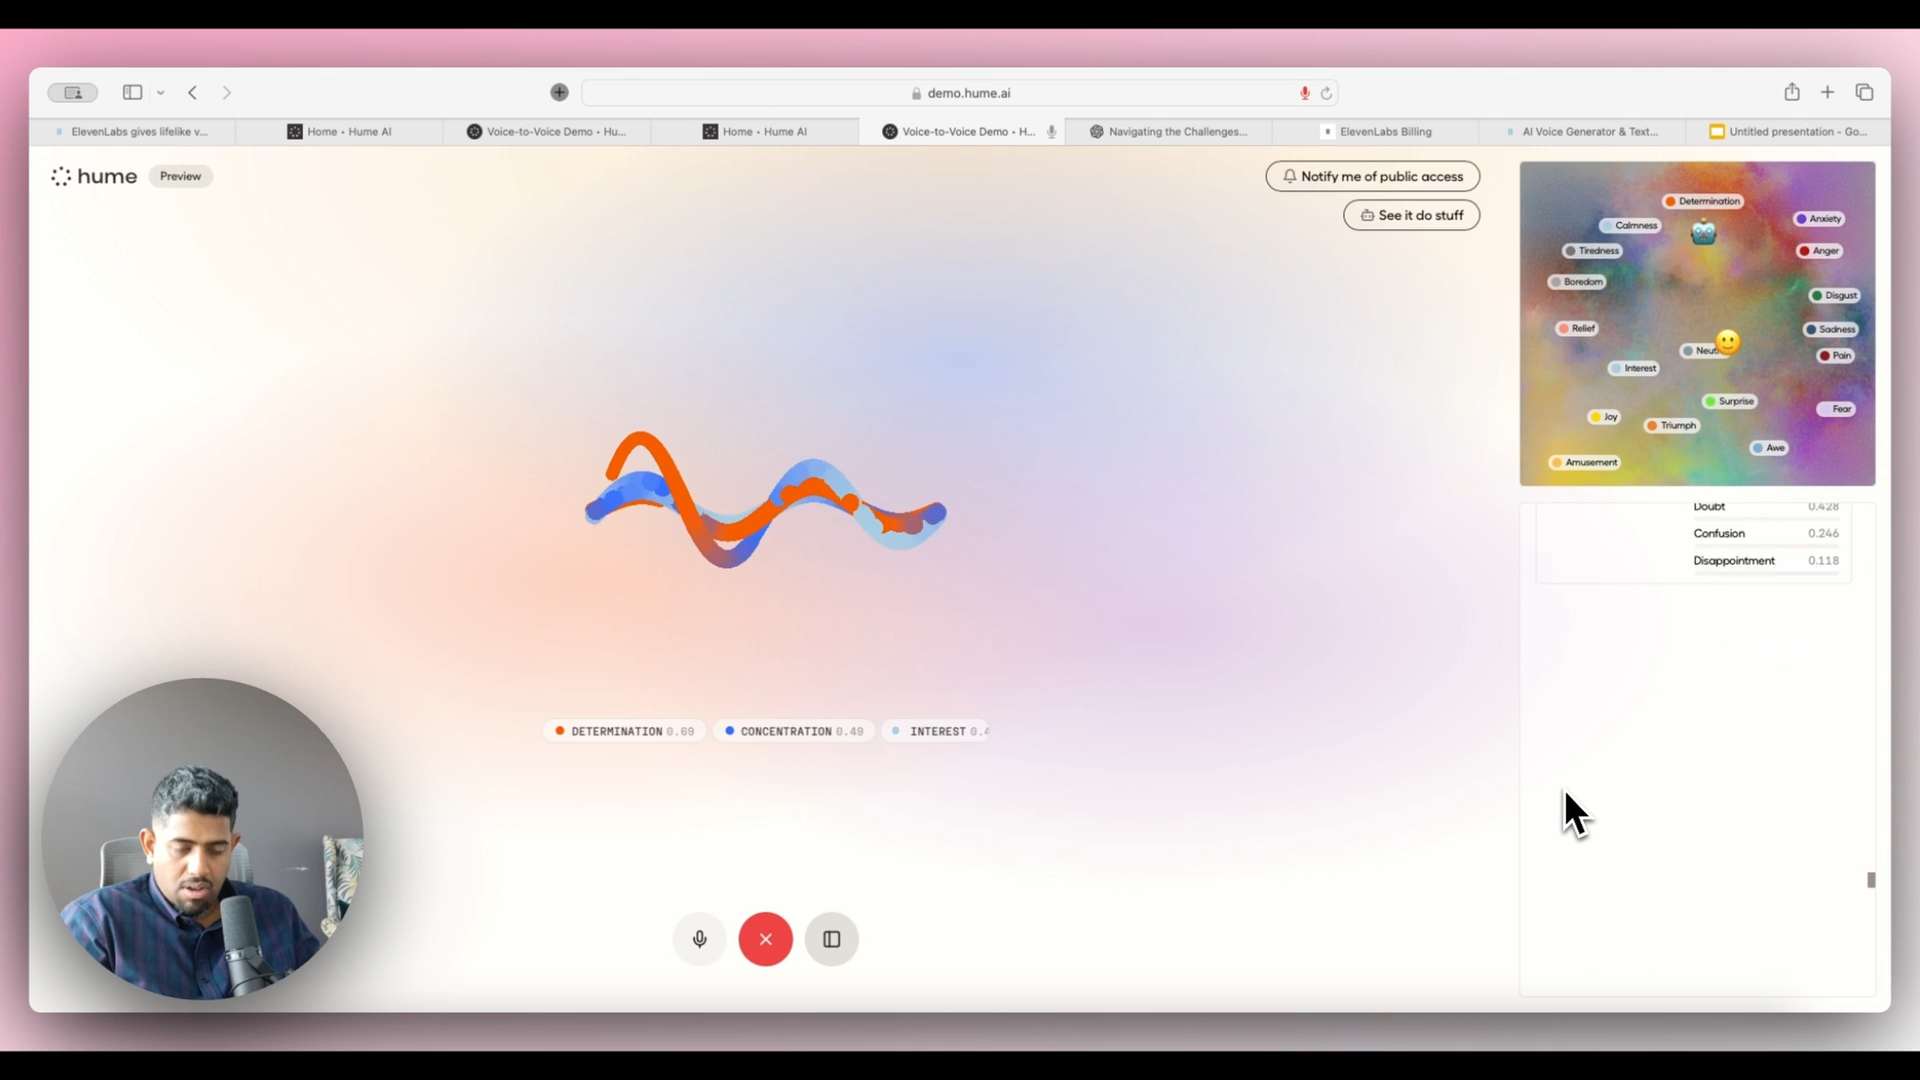 demo.hume.ai
ElevenLabs gives lifelike v...
Home • Hume AI
Voice-to-Voice Demo • Hu...
Home • Hume AI
Voice-to-Voice Demo • H...
Navigating the Challenges...
ElevenLabs Billing
AI Voice Generator & Text...
Untitled presentation - Go...
hume
Preview
Notify me of public access
See it do stuff
Determination
Calmness
Anxiety
Tiredness
Anger
Boredom
Disgust
Relief
Sadness
Neut
Pain
Interest
Surprise
Fear
Joy
Triumph
Awe
Amusement
Doubt 0.428
Confusion 0.246
Disappointment 0.118
DETERMINATION 0.69
CONCENTRATION 0.49
INTEREST 0.4